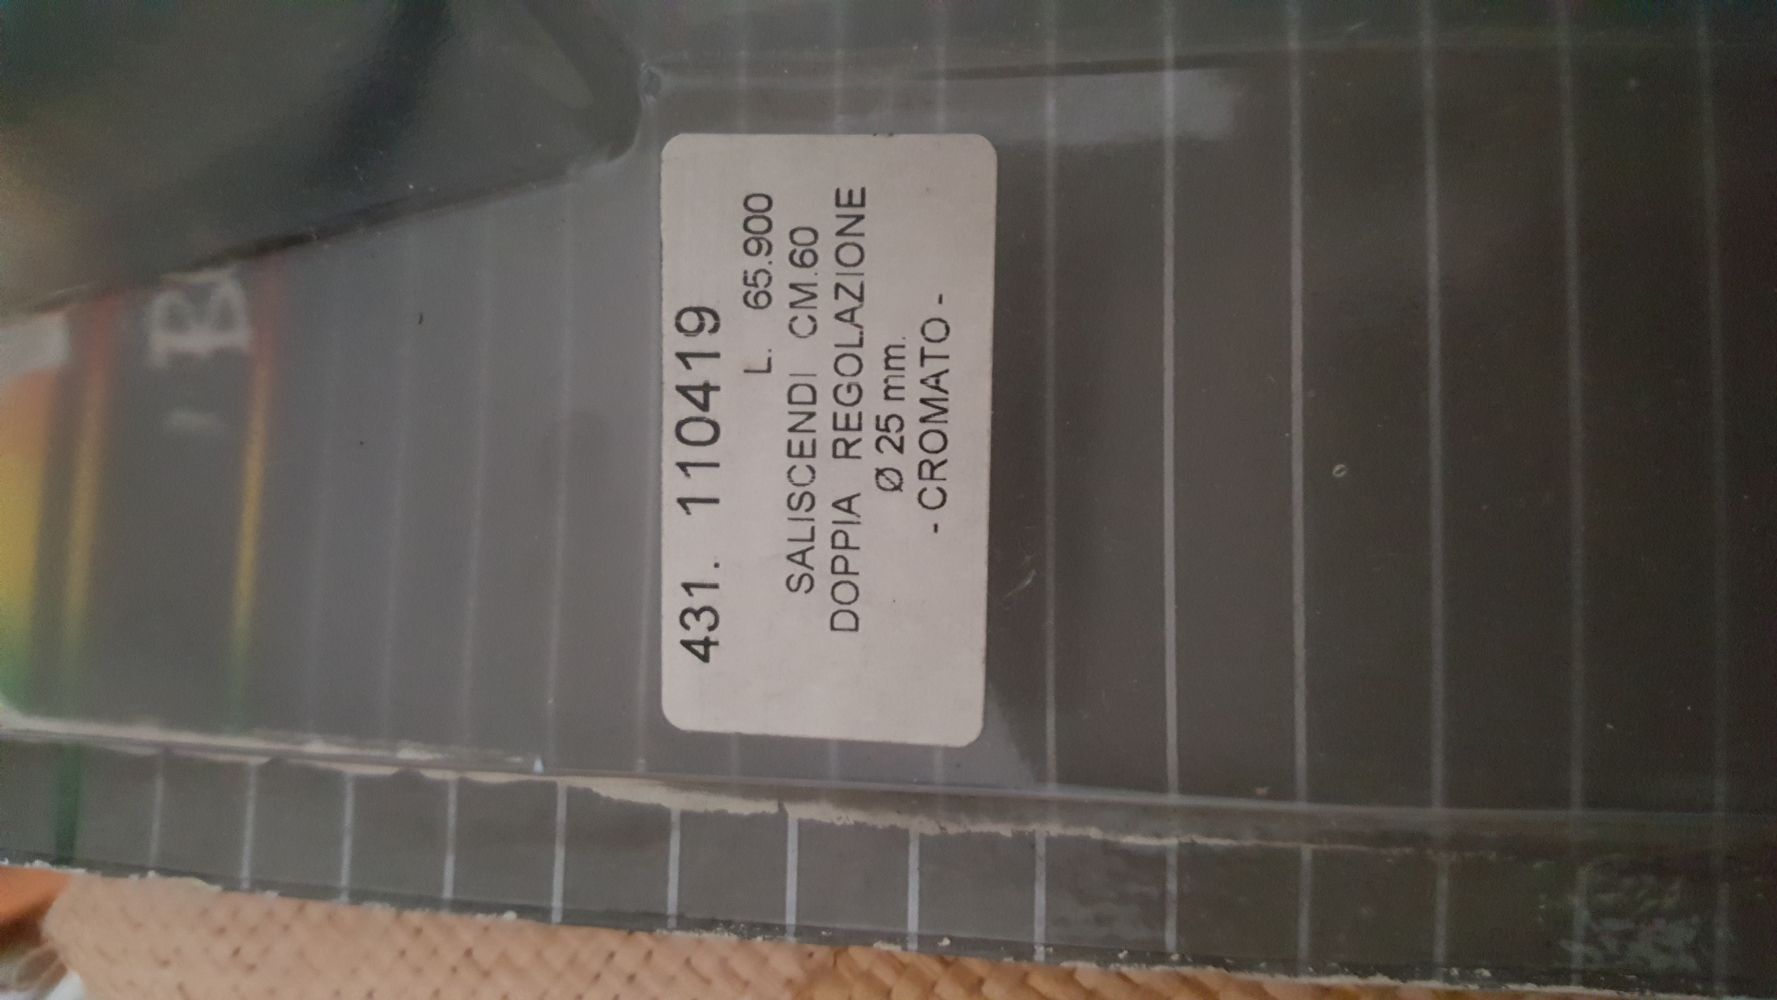 431. 110419
L. 65.900
SALISCENDI CM.60
DOPPIA REGOLAZIONE
Ø 25 mm.
- CROMATO -